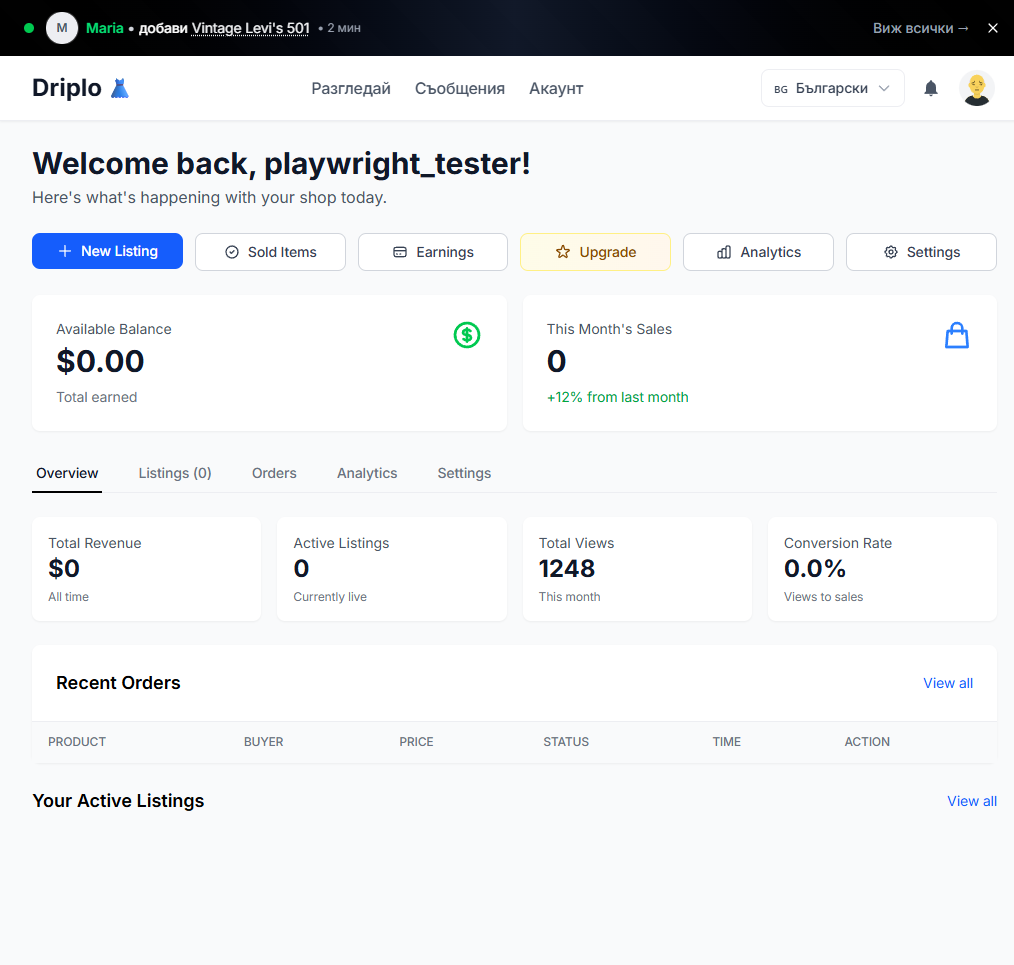 M Maria • добави Vintage Levi's 501 • 2 мин Виж всички →
Driplo Разгледай Съобщения Акаунт BG Български
Welcome back, playwright_tester!
Here's what's happening with your shop today.
New Listing Sold Items Earnings Upgrade Analytics Settings
Available Balance
$0.00
Total earned
This Month's Sales
0
+12% from last month
Overview Listings (0) Orders Analytics Settings
Total Revenue
$0
All time
Active Listings
0
Currently live
Total Views
1248
This month
Conversion Rate
0.0%
Views to sales
Recent Orders View all
PRODUCT BUYER PRICE STATUS TIME ACTION
Your Active Listings View all